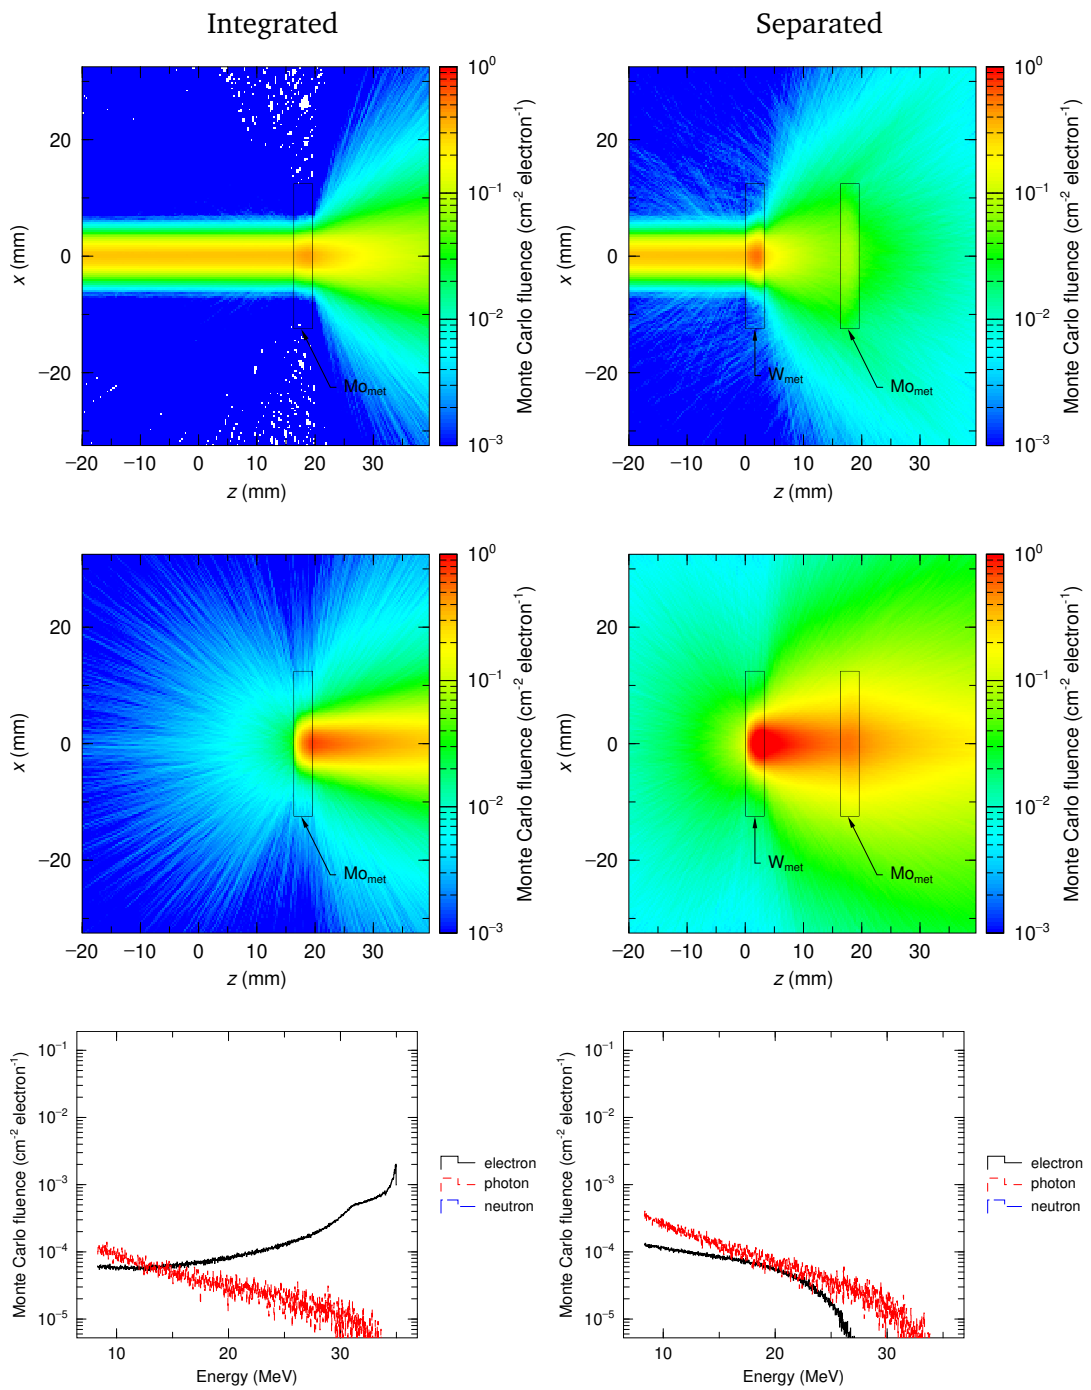 Integrated
Separated
20
0
−20
x (mm)
−20 −10 0 10 20 30
z (mm)
Mo_met
10^0
10^−1
10^−2
10^−3
Monte Carlo fluence (cm^-2 electron^-1)
20
0
−20
x (mm)
−20 −10 0 10 20 30
z (mm)
W_met
Mo_met
10^0
10^−1
10^−2
10^−3
Monte Carlo fluence (cm^-2 electron^-1)
20
0
−20
x (mm)
−20 −10 0 10 20 30
z (mm)
Mo_met
10^0
10^−1
10^−2
10^−3
Monte Carlo fluence (cm^-2 electron^-1)
20
0
−20
x (mm)
−20 −10 0 10 20 30
z (mm)
W_met
Mo_met
10^0
10^−1
10^−2
10^−3
Monte Carlo fluence (cm^-2 electron^-1)
10^−1
10^−2
10^−3
10^−4
10^−5
Monte Carlo fluence (cm^-2 electron^-1)
10 20 30
Energy (MeV)
electron
photon
neutron
10^−1
10^−2
10^−3
10^−4
10^−5
Monte Carlo fluence (cm^-2 electron^-1)
10 20 30
Energy (MeV)
electron
photon
neutron